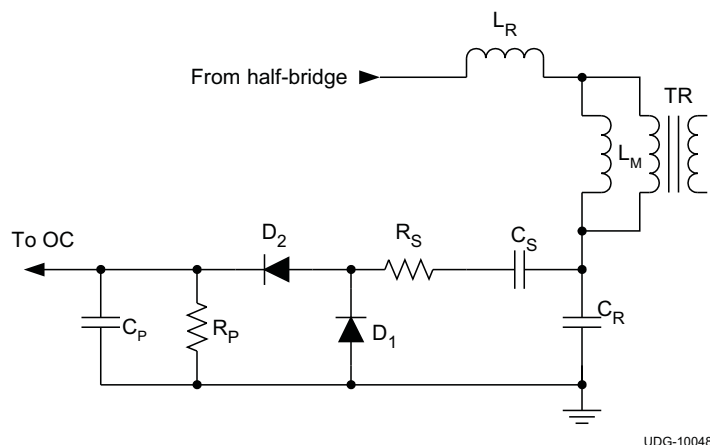 L_R
From half-bridge
TR
L_M
To OC
D_2
R_S
C_S
C_P
R_P
D_1
C_R
UDG-10048